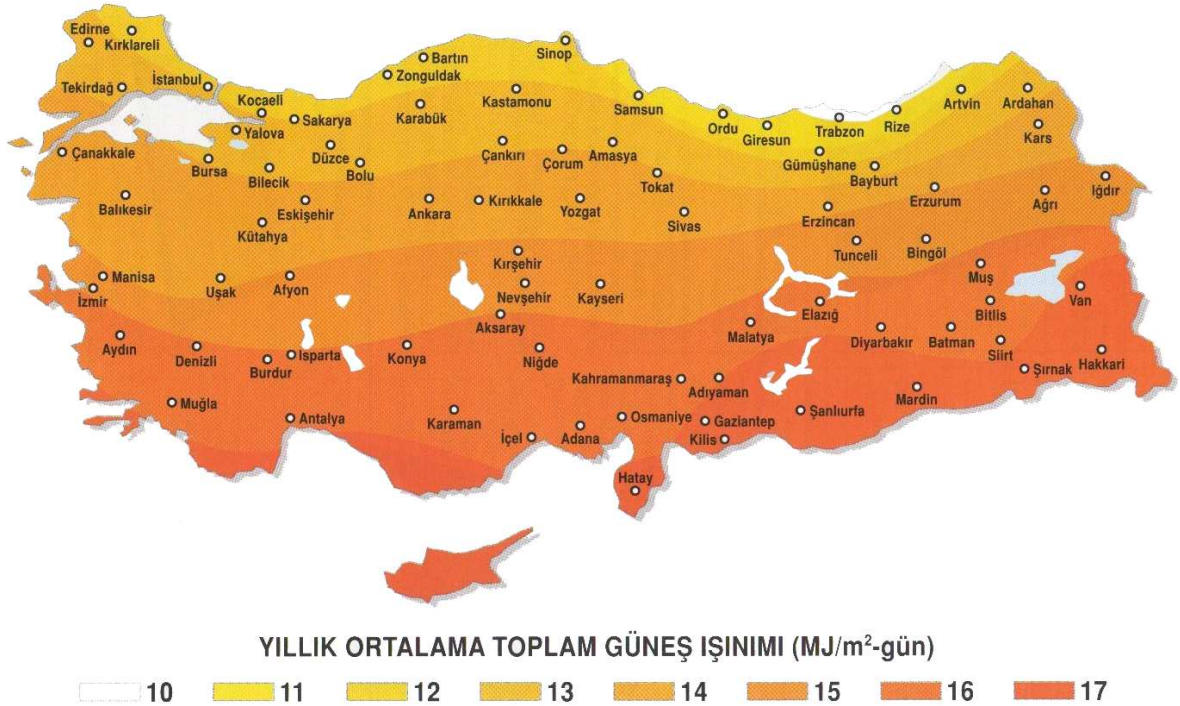 Edirne
Kırklareli
Tekirdağ
İstanbul
Kocaeli
Yalova
Sakarya
Çanakkale
Bursa
Bilecik
Düzce
Bolu
Zonguldak
Bartın
Karabük
Kastamonu
Sinop
Samsun
Ordu
Giresun
Trabzon
Rize
Artvin
Ardahan
Kars
Gümüşhane
Bayburt
Çankırı
Çorum
Amasya
Tokat
Balıkesir
Eskişehir
Kütahya
Ankara
Kırıkkale
Yozgat
Sivas
Erzincan
Erzurum
Ağrı
Iğdır
Tunceli
Bingöl
Muş
Manisa
İzmir
Uşak
Afyon
Kırşehir
Nevşehir
Kayseri
Aksaray
Malatya
Elazığ
Diyarbakır
Batman
Bitlis
Van
Siirt
Hakkari
Şırnak
Aydın
Denizli
Burdur
Isparta
Konya
Niğde
Kahramanmaraş
Adıyaman
Mardin
Şanlıurfa
Muğla
Antalya
Karaman
İçel
Adana
Osmaniye
Gaziantep
Kilis
Hatay
YILLIK ORTALAMA TOPLAM GÜNEŞ IŞINIMI (MJ/m²-gün)
10 11 12 13 14 15 16 17